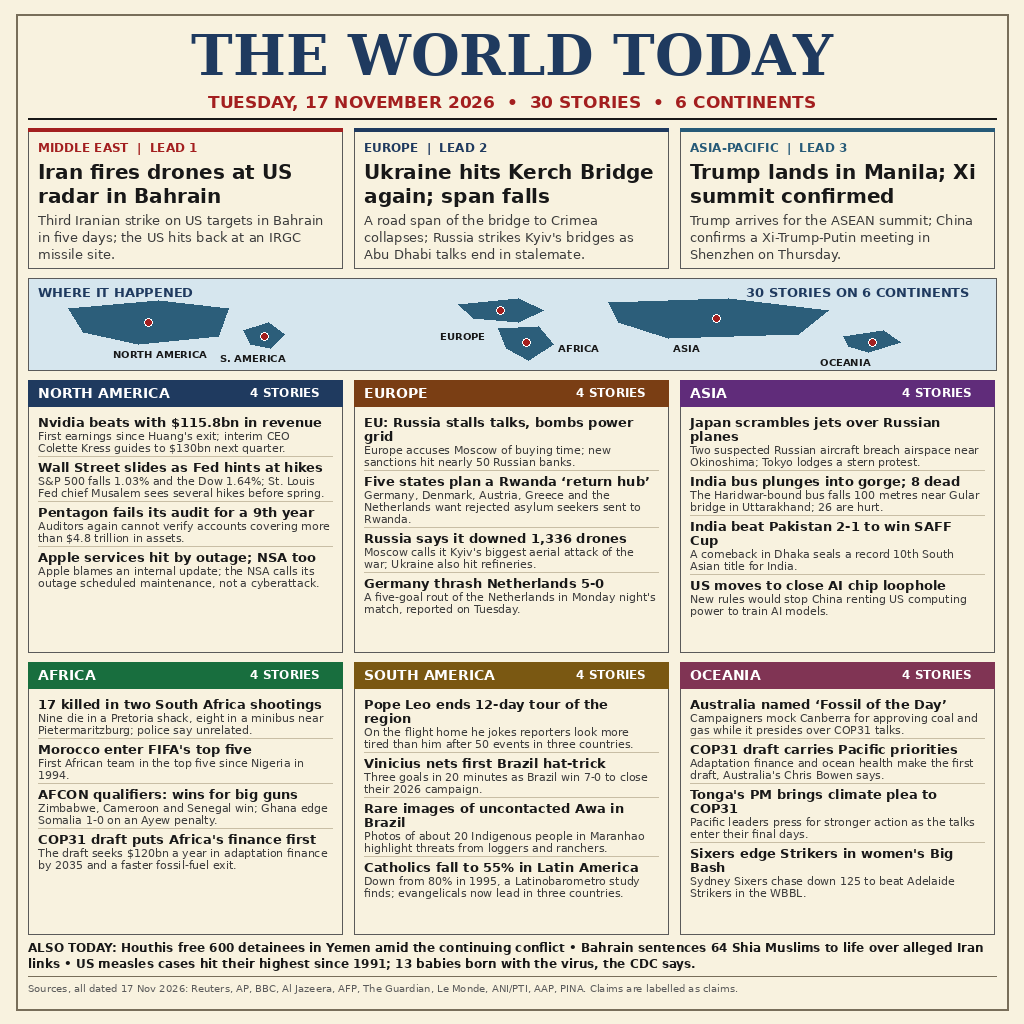 THE WORLD TODAY
TUESDAY, 17 NOVEMBER 2026 • 30 STORIES • 6 CONTINENTS
MIDDLE EAST | LEAD 1
Iran fires drones at US
radar in Bahrain
Third Iranian strike on US targets in Bahrain
in five days; the US hits back at an IRGC
missile site.
EUROPE | LEAD 2
Ukraine hits Kerch Bridge
again; span falls
A road span of the bridge to Crimea
collapses; Russia strikes Kyiv's bridges as
Abu Dhabi talks end in stalemate.
ASIA-PACIFIC | LEAD 3
Trump lands in Manila; Xi
summit confirmed
Trump arrives for the ASEAN summit; China
confirms a Xi-Trump-Putin meeting in
Shenzhen on Thursday.
WHERE IT HAPPENED
30 STORIES ON 6 CONTINENTS
NORTH AMERICA
S. AMERICA
EUROPE
AFRICA
ASIA
OCEANIA
NORTH AMERICA 4 STORIES
Nvidia beats with $115.8bn in revenue
First earnings since Huang's exit; interim CEO
Colette Kress guides to $130bn next quarter.
Wall Street slides as Fed hints at hikes
S&P 500 falls 1.03% and the Dow 1.64%; St. Louis
Fed chief Musalem sees several hikes before spring.
Pentagon fails its audit for a 9th year
Auditors again cannot verify accounts covering more
than $4.8 trillion in assets.
Apple services hit by outage; NSA too
Apple blames an internal update; the NSA calls its
outage scheduled maintenance, not a cyberattack.
EUROPE 4 STORIES
EU: Russia stalls talks, bombs power
grid
Europe accuses Moscow of buying time; new
sanctions hit nearly 50 Russian banks.
Five states plan a Rwanda ‘return hub’
Germany, Denmark, Austria, Greece and the
Netherlands want rejected asylum seekers sent to
Rwanda.
Russia says it downed 1,336 drones
Moscow calls it Kyiv's biggest aerial attack of the
war; Ukraine also hit refineries.
Germany thrash Netherlands 5-0
A five-goal rout of the Netherlands in Monday night's
match, reported on Tuesday.
ASIA 4 STORIES
Japan scrambles jets over Russian
planes
Two suspected Russian aircraft breach airspace near
Okinoshima; Tokyo lodges a stern protest.
India bus plunges into gorge; 8 dead
The Haridwar-bound bus falls 100 metres near Gular
bridge in Uttarakhand; 26 are hurt.
India beat Pakistan 2-1 to win SAFF
Cup
A comeback in Dhaka seals a record 10th South
Asian title for India.
US moves to close AI chip loophole
New rules would stop China renting US computing
power to train AI models.
AFRICA 4 STORIES
17 killed in two South Africa shootings
Nine die in a Pretoria shack, eight in a minibus near
Pietermaritzburg; police say unrelated.
Morocco enter FIFA's top five
First African team in the top five since Nigeria in
1994.
AFCON qualifiers: wins for big guns
Zimbabwe, Cameroon and Senegal win; Ghana edge
Somalia 1-0 on an Ayew penalty.
COP31 draft puts Africa's finance first
The draft seeks $120bn a year in adaptation finance
by 2035 and a faster fossil-fuel exit.
SOUTH AMERICA 4 STORIES
Pope Leo ends 12-day tour of the
region
On the flight home he jokes reporters look more
tired than him after 50 events in three countries.
Vinicius nets first Brazil hat-trick
Three goals in 20 minutes as Brazil win 7-0 to close
their 2026 campaign.
Rare images of uncontacted Awa in
Brazil
Photos of about 20 Indigenous people in Maranhao
highlight threats from loggers and ranchers.
Catholics fall to 55% in Latin America
Down from 80% in 1995, a Latinobarometro study
finds; evangelicals now lead in three countries.
OCEANIA 4 STORIES
Australia named ‘Fossil of the Day’
Campaigners mock Canberra for approving coal and
gas while it presides over COP31 talks.
COP31 draft carries Pacific priorities
Adaptation finance and ocean health make the first
draft, Australia's Chris Bowen says.
Tonga's PM brings climate plea to
COP31
Pacific leaders press for stronger action as the talks
enter their final days.
Sixers edge Strikers in women's Big
Bash
Sydney Sixers chase down 125 to beat Adelaide
Strikers in the WBBL.
ALSO TODAY: Houthis free 600 detainees in Yemen amid the continuing conflict • Bahrain sentences 64 Shia Muslims to life over alleged Iran
links • US measles cases hit their highest since 1991; 13 babies born with the virus, the CDC says.
Sources, all dated 17 Nov 2026: Reuters, AP, BBC, Al Jazeera, AFP, The Guardian, Le Monde, ANI/PTI, AAP, PINA. Claims are labelled as claims.